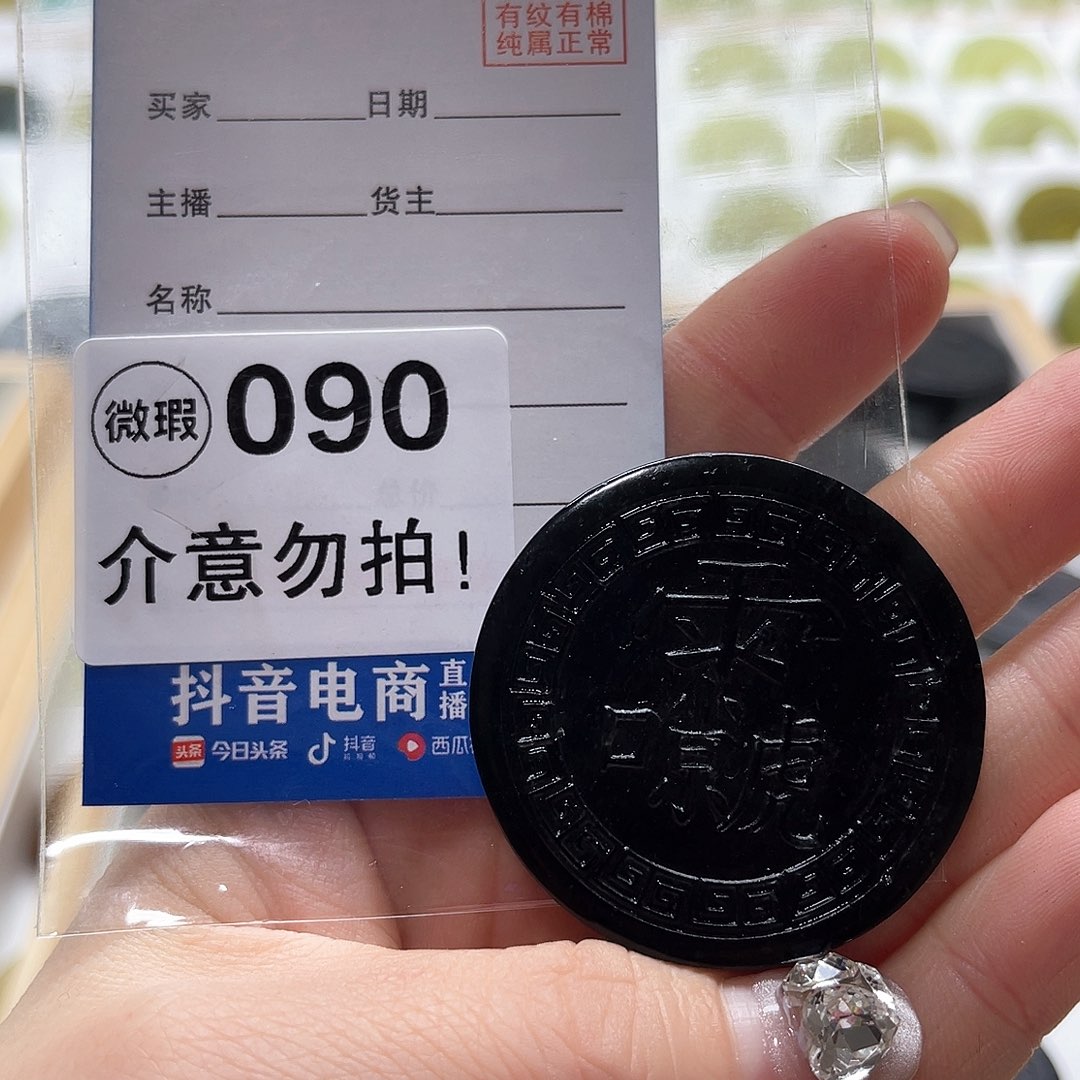 有纹有棉
纯属正常
买家 日期
主播 货主
名称
微瑕 090
介意勿拍!
抖音电商 直播
头条 今日头条 抖音 西瓜